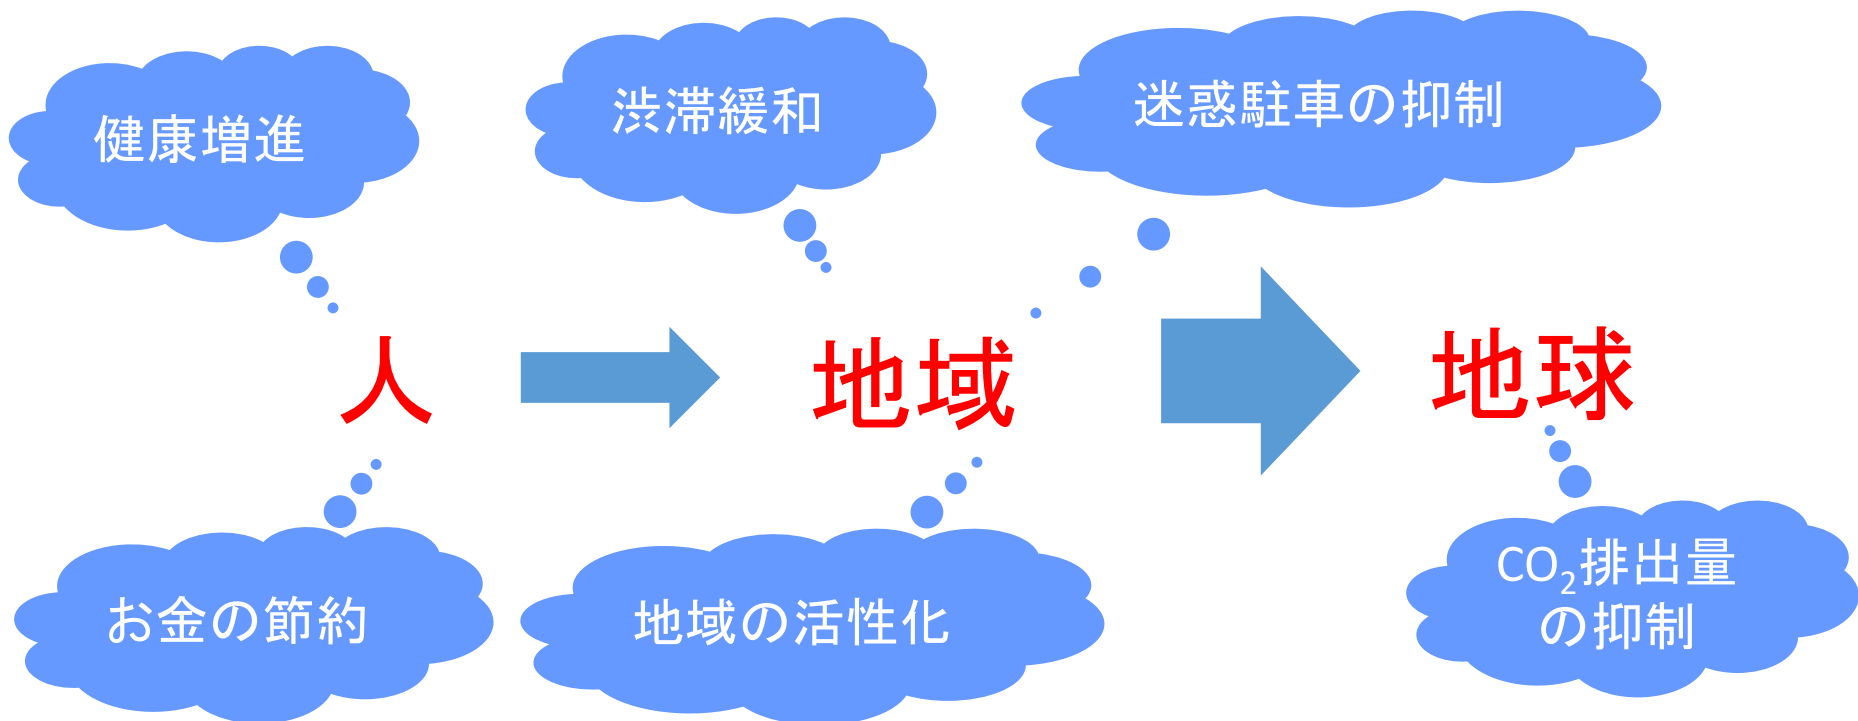 健康増進
渋滞緩和
迷惑駐車の抑制
人
地域
地球
お金の節約
地域の活性化
CO₂排出量
の抑制